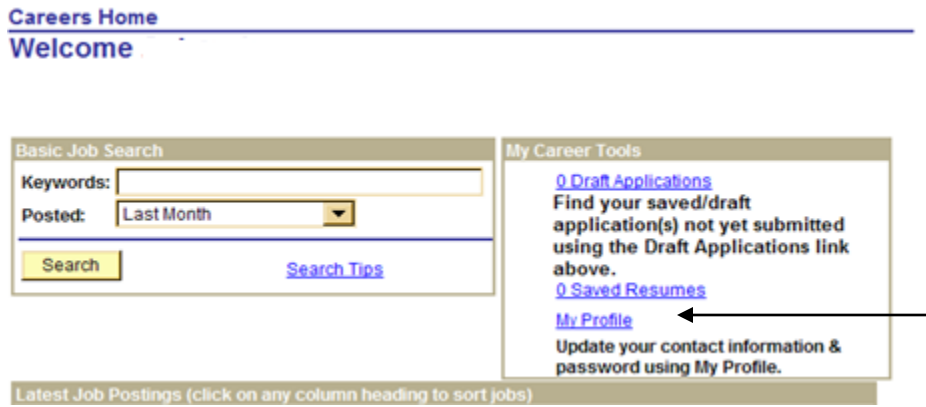 Careers Home
Welcome
Basic Job Search
Keywords:
Posted: Last Month
Search Search Tips
My Career Tools
0 Draft Applications
Find your saved/draft
application(s) not yet submitted
using the Draft Applications link
above.
0 Saved Resumes
My Profile
Update your contact information &
password using My Profile.
Latest Job Postings (click on any column heading to sort jobs)